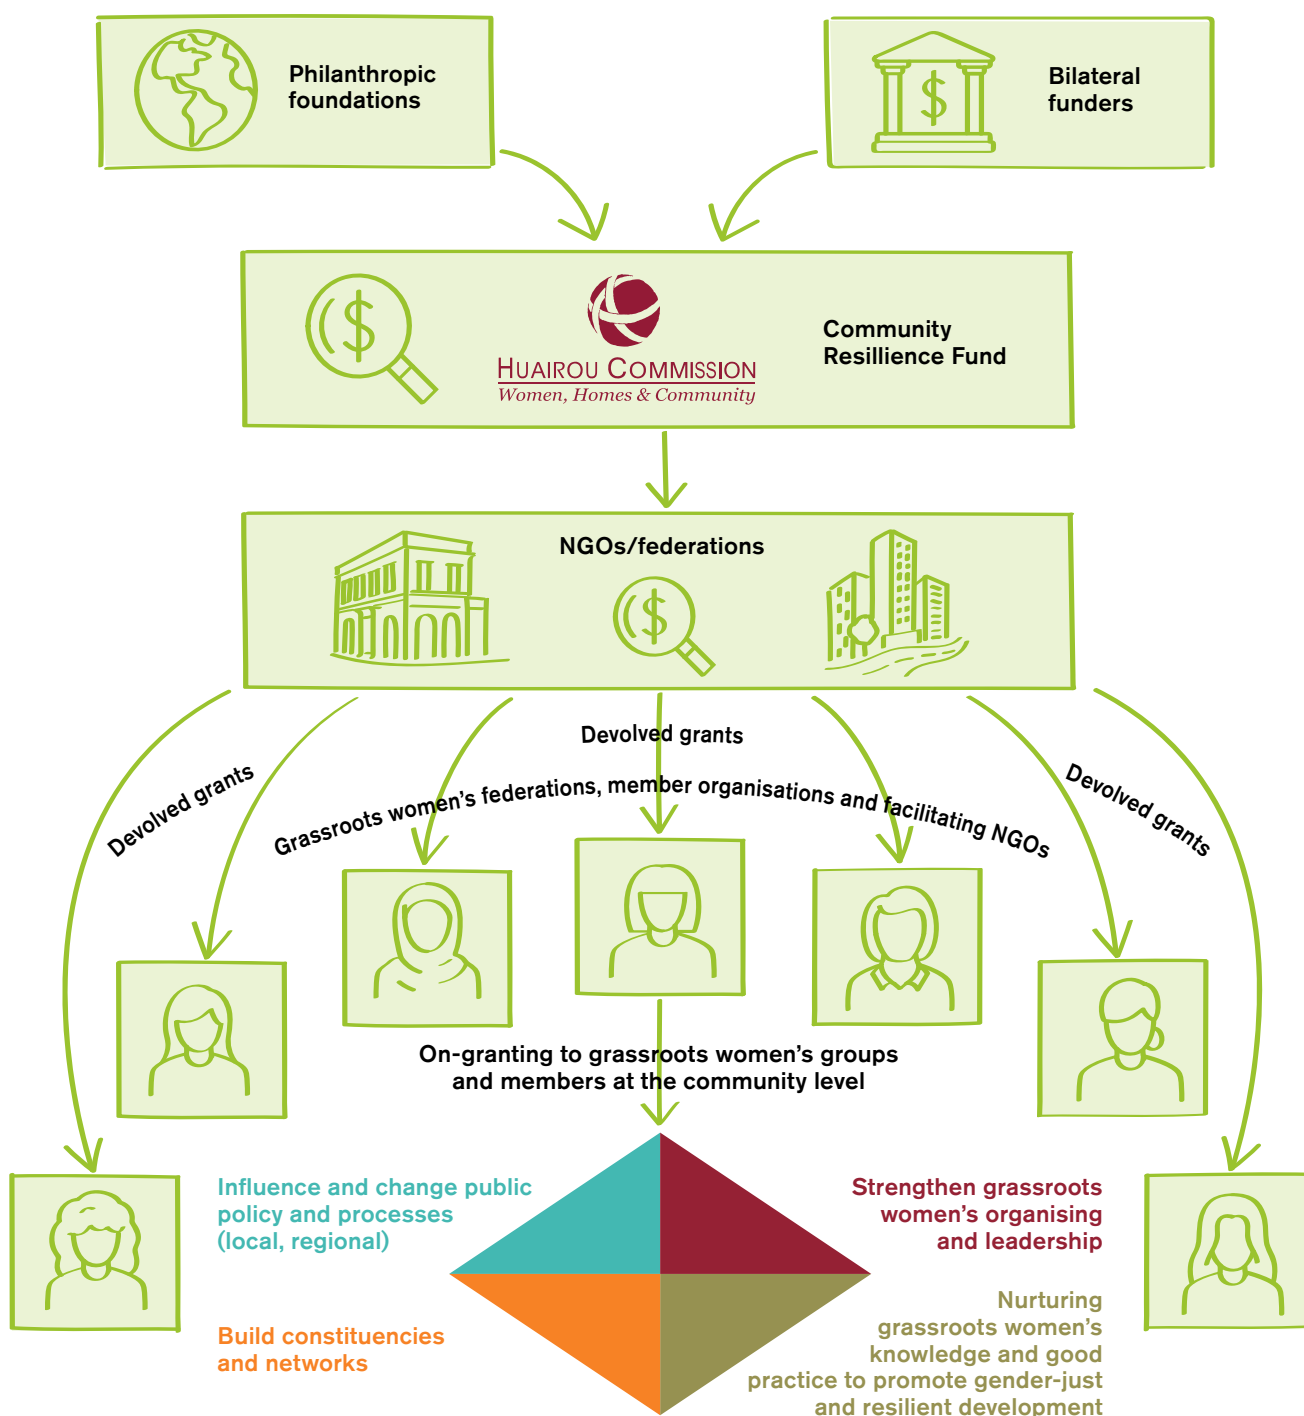 Philanthropic
foundations
Bilateral
funders
HUAIROU COMMISSION
Women, Homes & Community
Community
Resillience Fund
NGOs/federations
Devolved grants
Devolved grants
Devolved grants
Grassroots women's federations, member organisations and facilitating NGOs
On-granting to grassroots women's groups
and members at the community level
Influence and change public
policy and processes
(local, regional)
Strengthen grassroots
women's organising
and leadership
Build constituencies
and networks
Nurturing
grassroots women's
knowledge and good
practice to promote gender-just
and resilient development